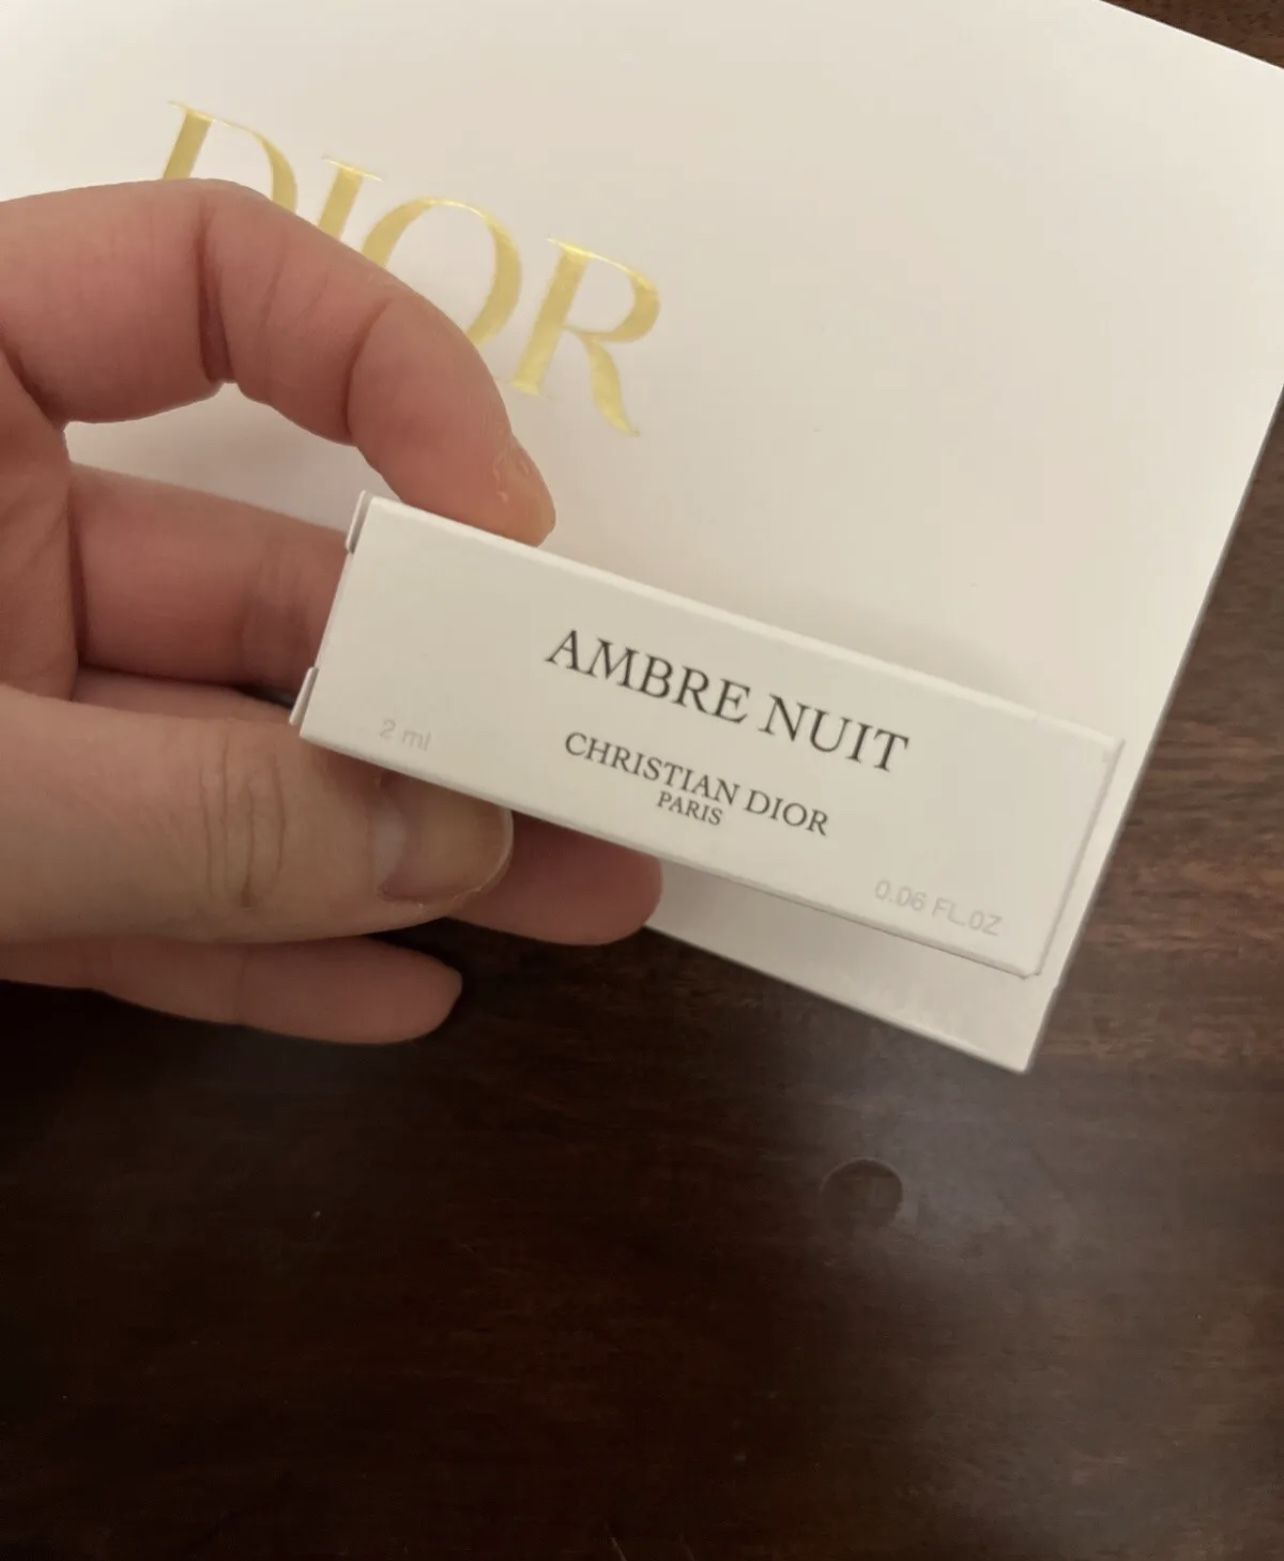 DIOR
AMBRE NUIT
CHRISTIAN DIOR
PARIS
2 ml
0.06 FL.OZ